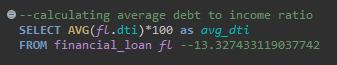 --calculating average debt to income ratio
SELECT AVG(fl.dti)*100 as avg_dti
FROM financial_loan fl --13.327433119037742